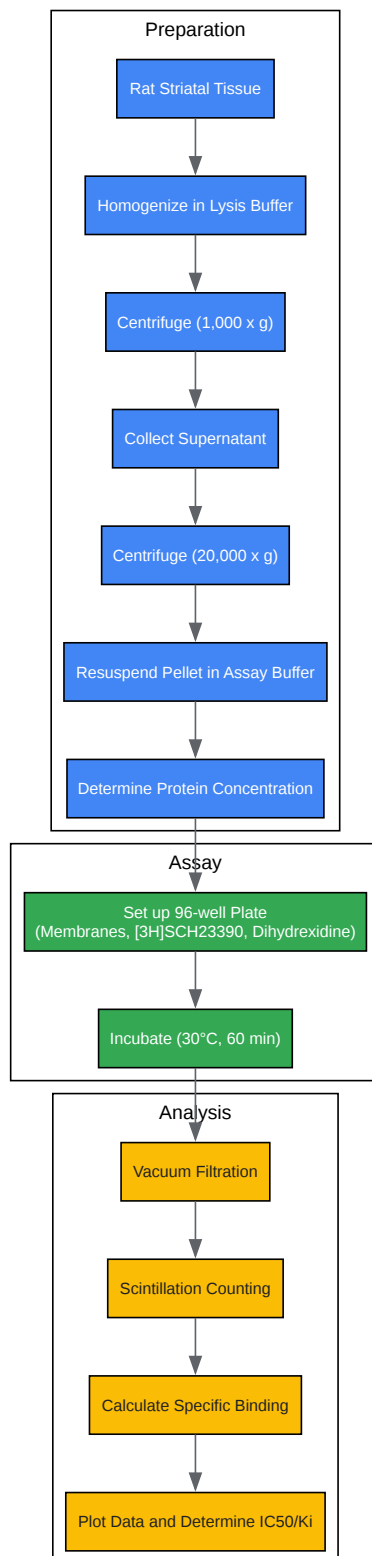 Preparation
Rat Striatal Tissue
Homogenize in Lysis Buffer
Centrifuge (1,000 x g)
Collect Supernatant
Centrifuge (20,000 x g)
Resuspend Pellet in Assay Buffer
Determine Protein Concentration
Assay
Set up 96-well Plate
(Membranes, [3H]SCH23390, Dihydrexidine)
Incubate (30°C, 60 min)
Analysis
Vacuum Filtration
Scintillation Counting
Calculate Specific Binding
Plot Data and Determine IC50/Ki